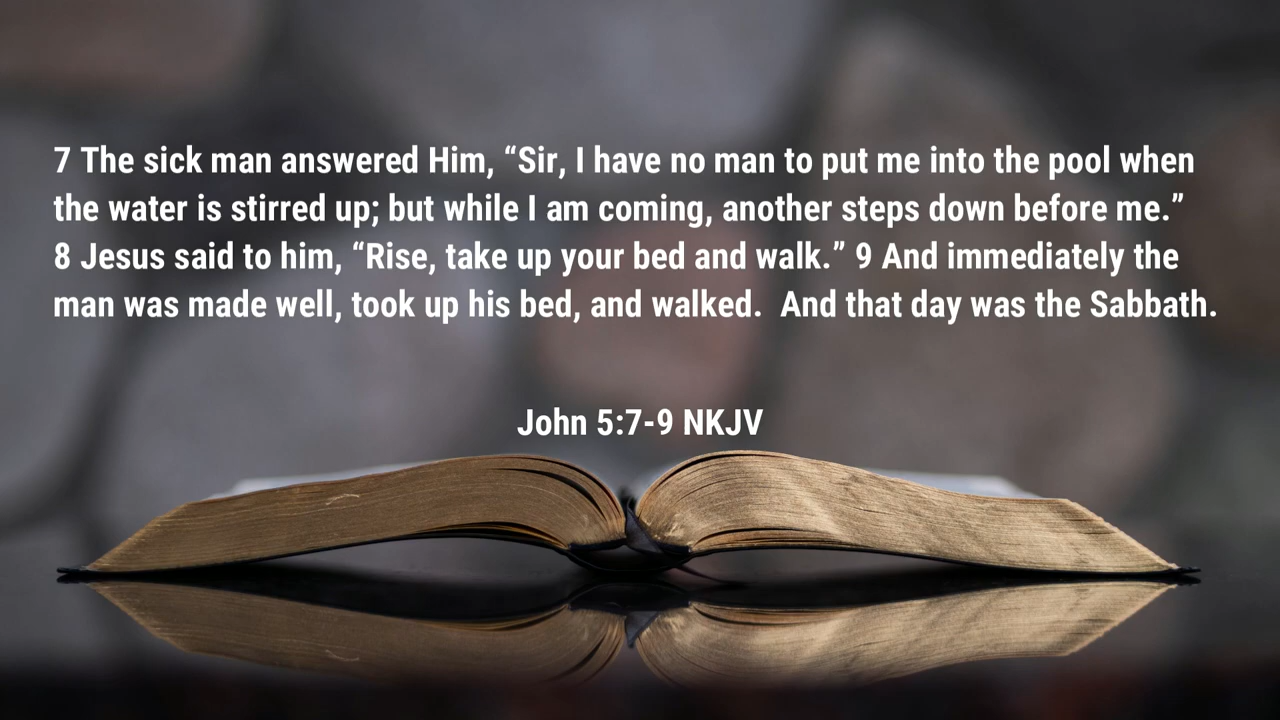 7 The sick man answered Him, “Sir, I have no man to put me into the pool when
the water is stirred up; but while I am coming, another steps down before me.”
8 Jesus said to him, “Rise, take up your bed and walk.” 9 And immediately the
man was made well, took up his bed, and walked.  And that day was the Sabbath.
John 5:7-9 NKJV